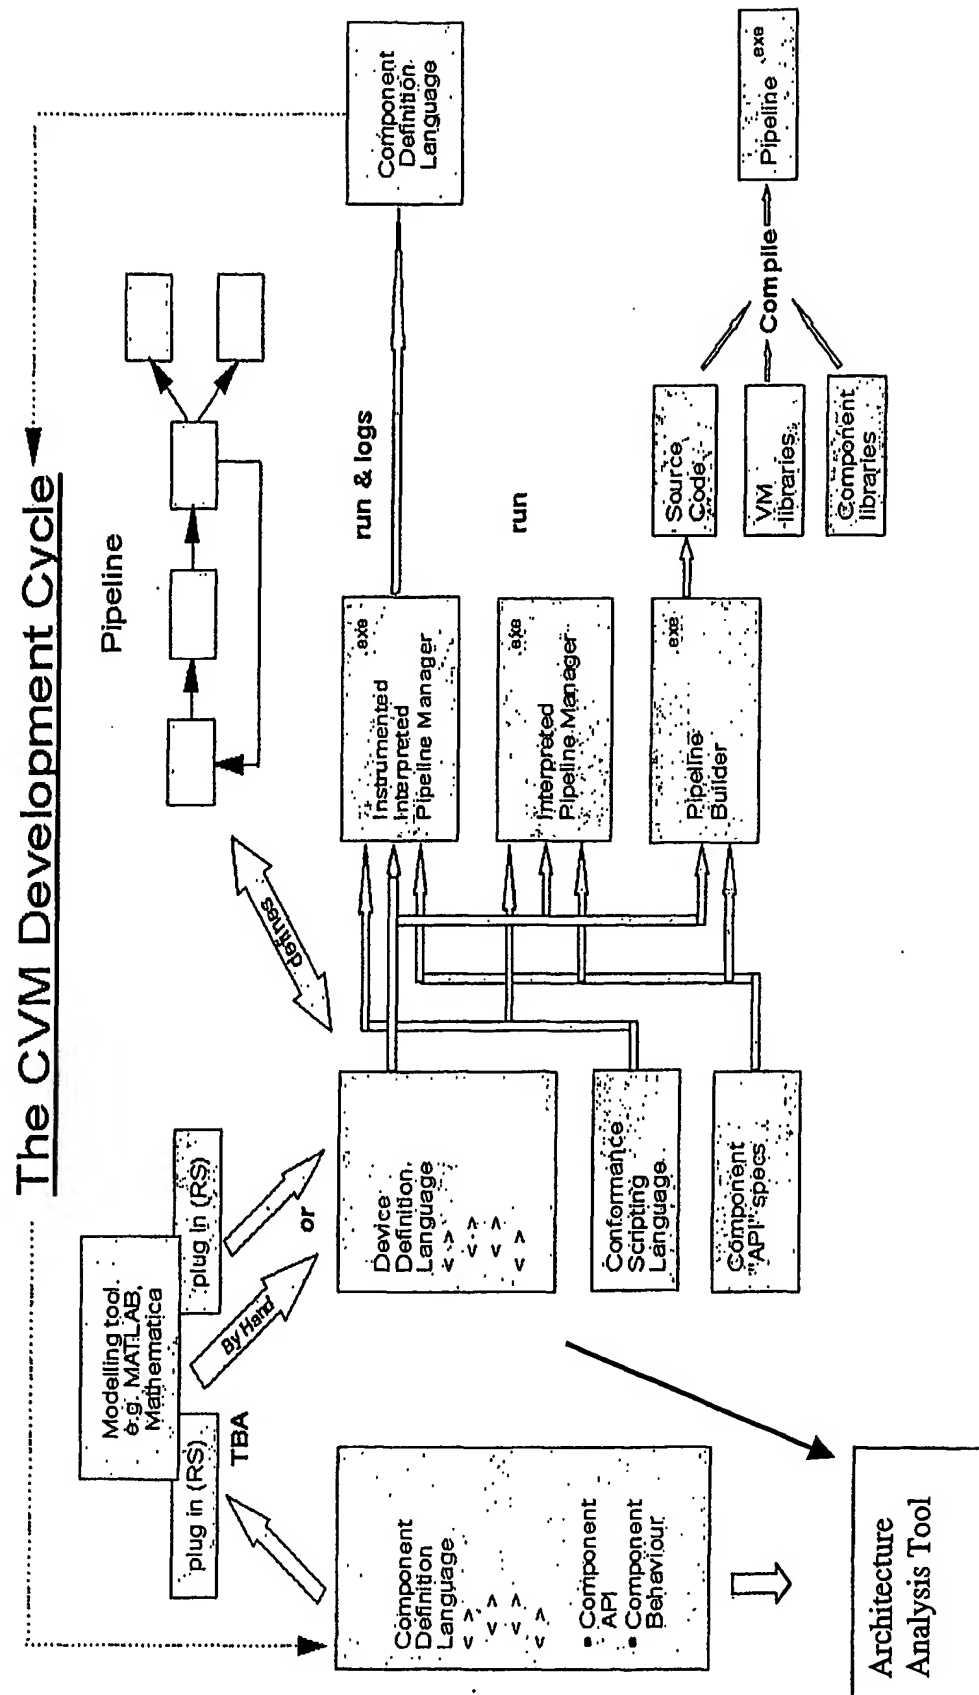 The CVM Development Cycle
Modelling tool.
e.g. MATLAB,
Mathematica
plug in (RS)
plug in (RS)
TBA
By Hand
or
defines
Pipeline
Component
Definition
Language
< >
< >
< >
< >
• Component
API
• Component
Behaviour
Device
Definition
Language
< >
< >
< >
Conformance
Scripting
Language
Component
"API" specs
Instrumented
Interpreted
Pipeline Manager
.exe
run & logs
Component
Definition
Language
Interpreted
Pipeline Manager
.exe
run
Pipeline
Builder
.exe
Source
Code
VM
libraries
Component
libraries
Compile
Pipeline .exe
Architecture
Analysis Tool